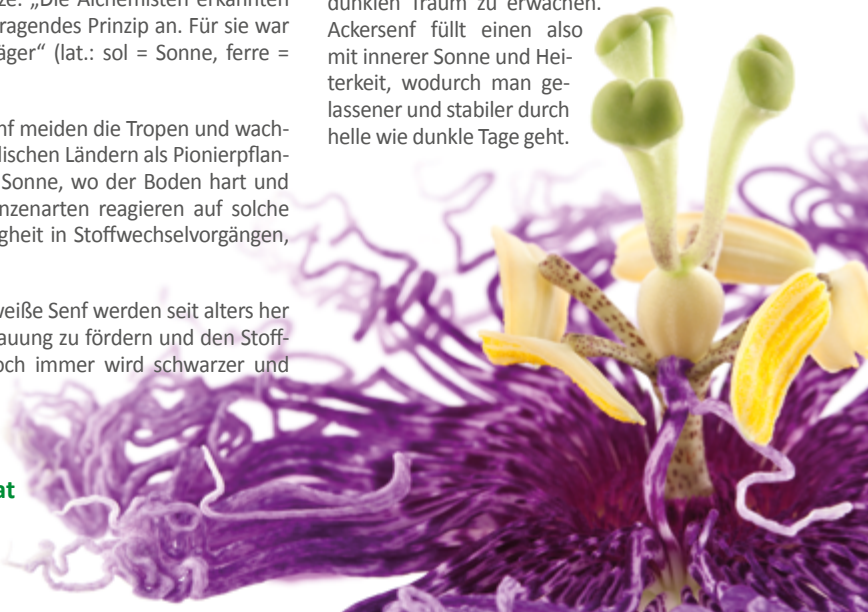 ze: „Die Alchemisten erkannten
ragendes Prinzip an. Für sie war
äger“ (lat.: sol = Sonne, ferre =
nf meiden die Tropen und wach-
lischen Ländern als Pionierpflan-
Sonne, wo der Boden hart und
nzenarten reagieren auf solche
gheit in Stoffwechselvorgängen,
weiße Senf werden seit alters her
auung zu fördern und den Stoff-
och immer wird schwarzer und
at
dunklen Traum zu erwachen.
Ackersenf füllt einen also
mit innerer Sonne und Hei-
terkeit, wodurch man ge-
lassener und stabiler durch
helle wie dunkle Tage geht.